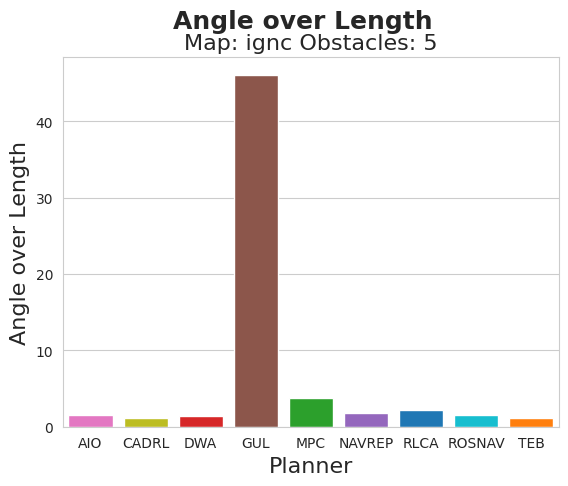 Angle over Length
Map: ignc Obstacles: 5
Angle over Length
40
30
20
10
0
AIO CADRL DWA GUL MPC NAVREP RLCA ROSNAV TEB
Planner